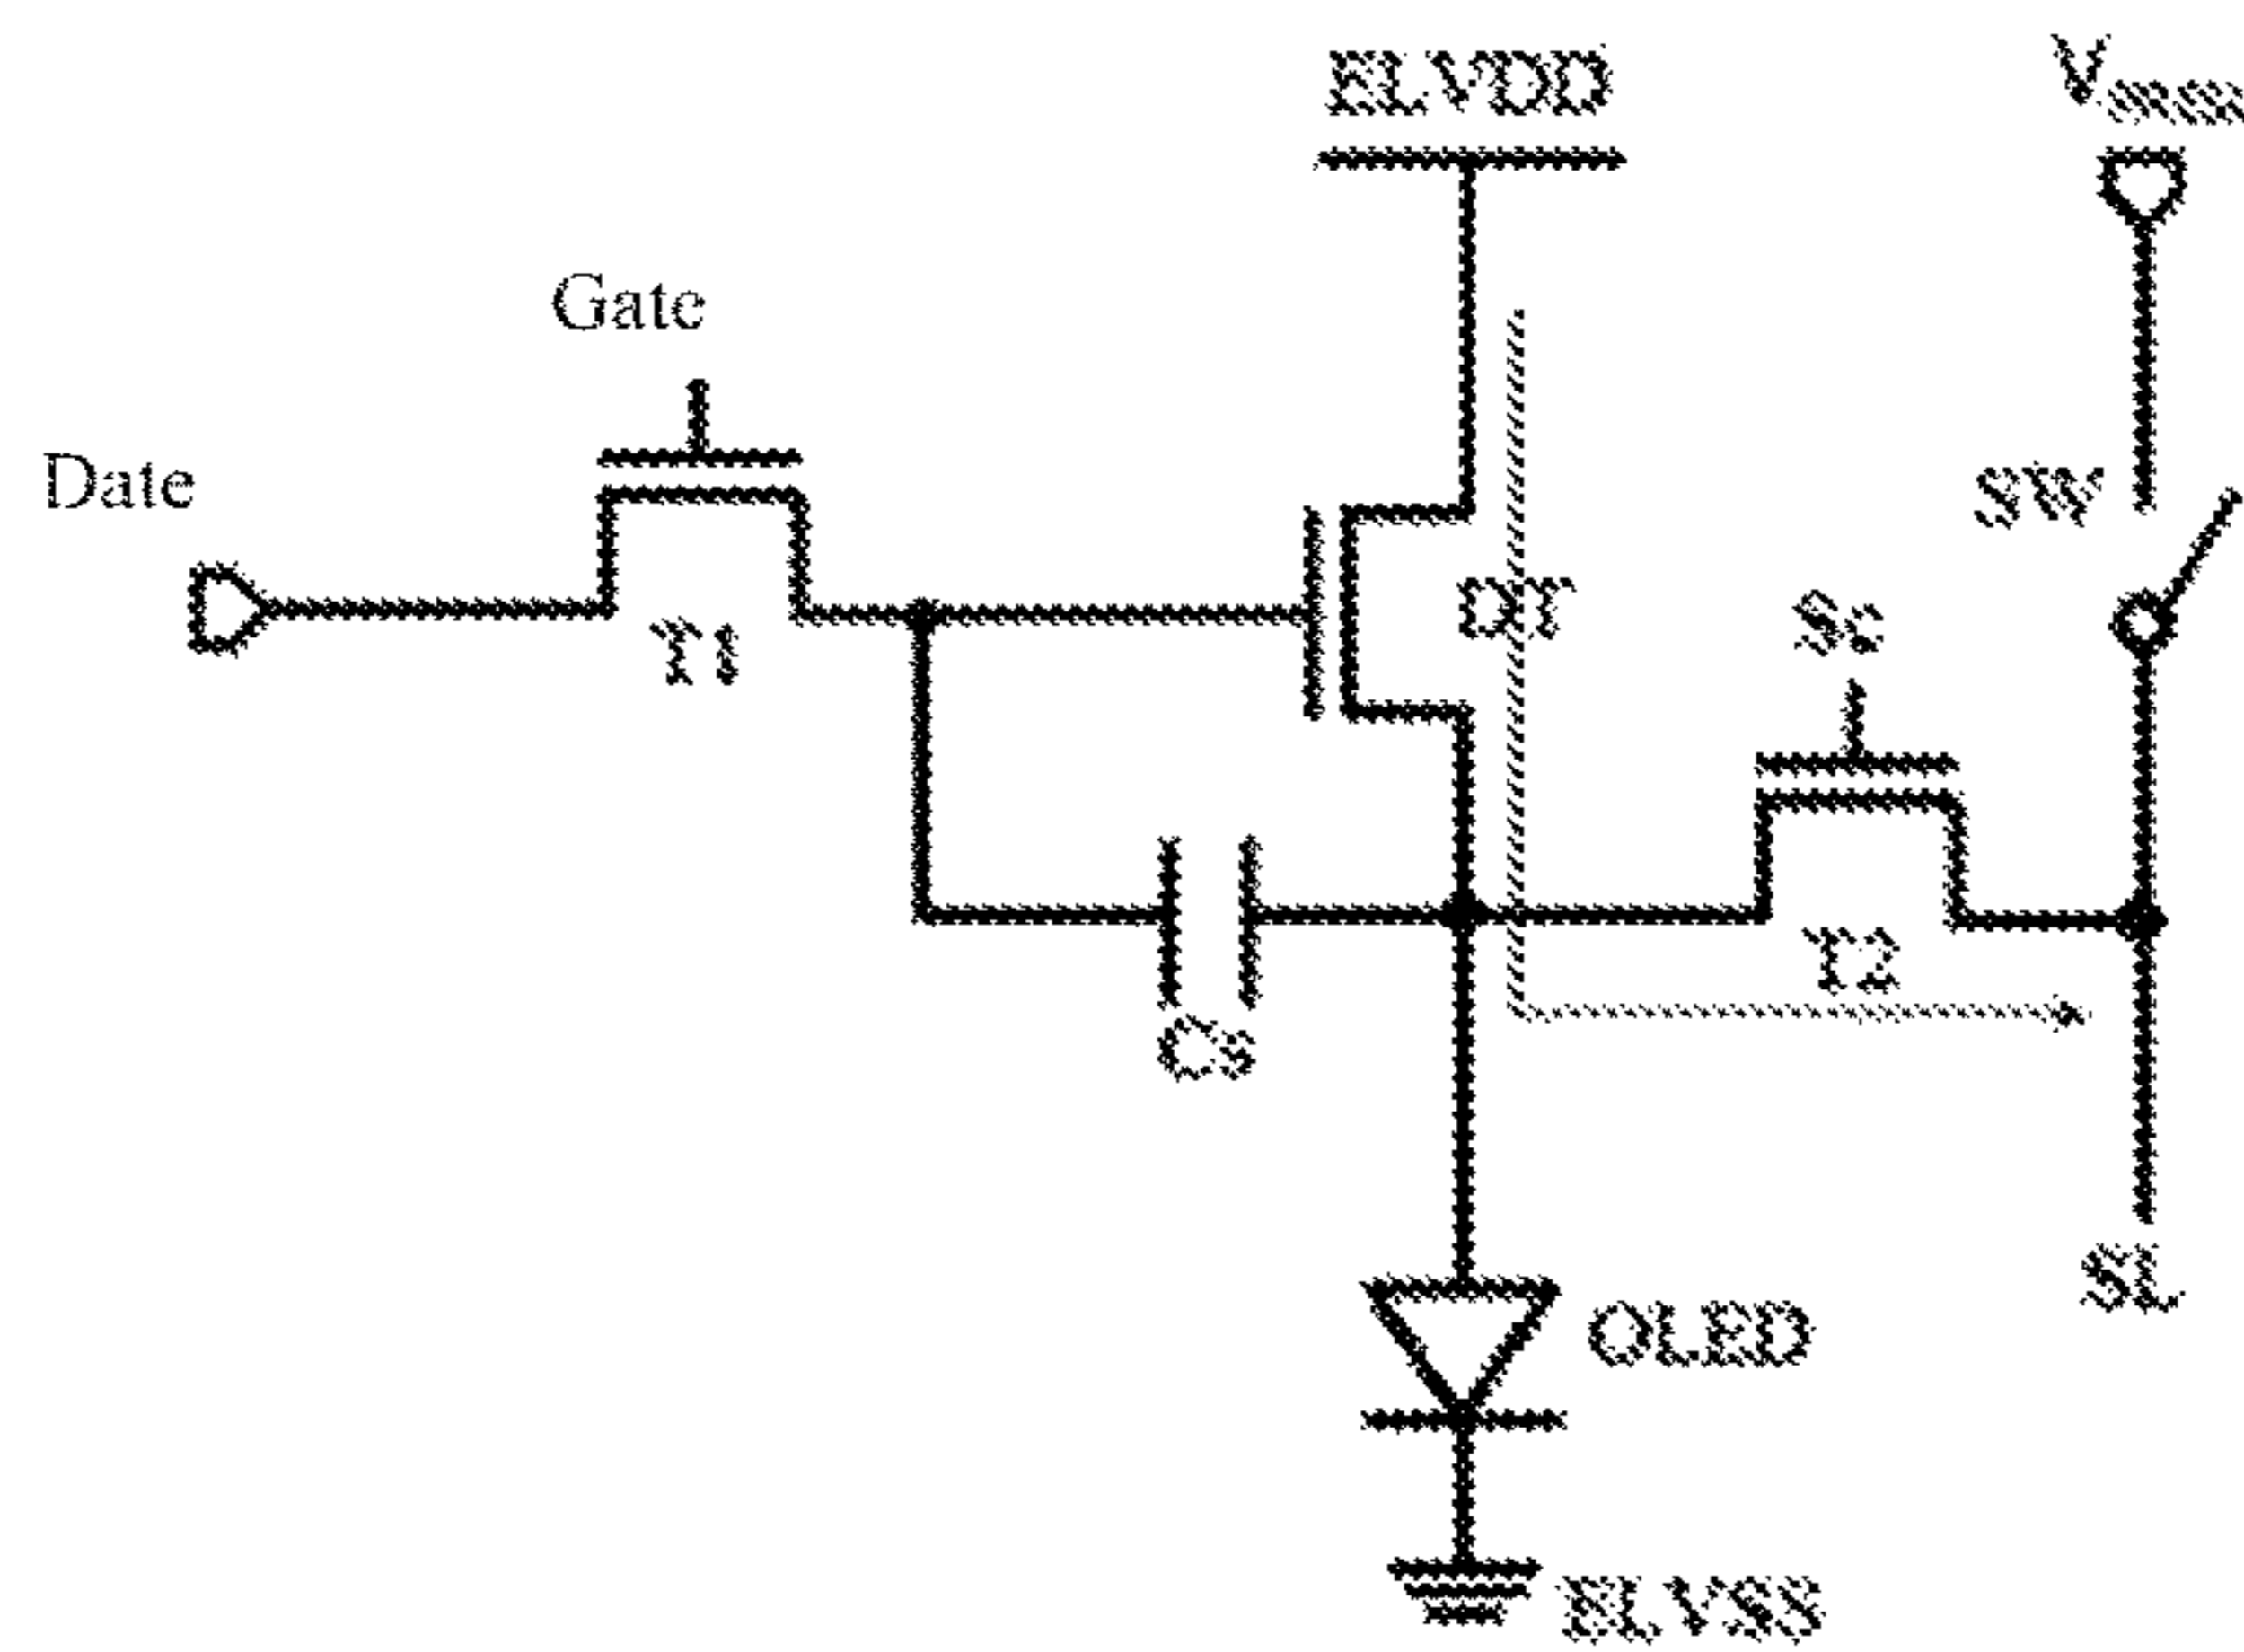 ELVDD
Gate
Date
SW
DT
Sc
T1
T2
Cs
SL
OLED
ELVSS